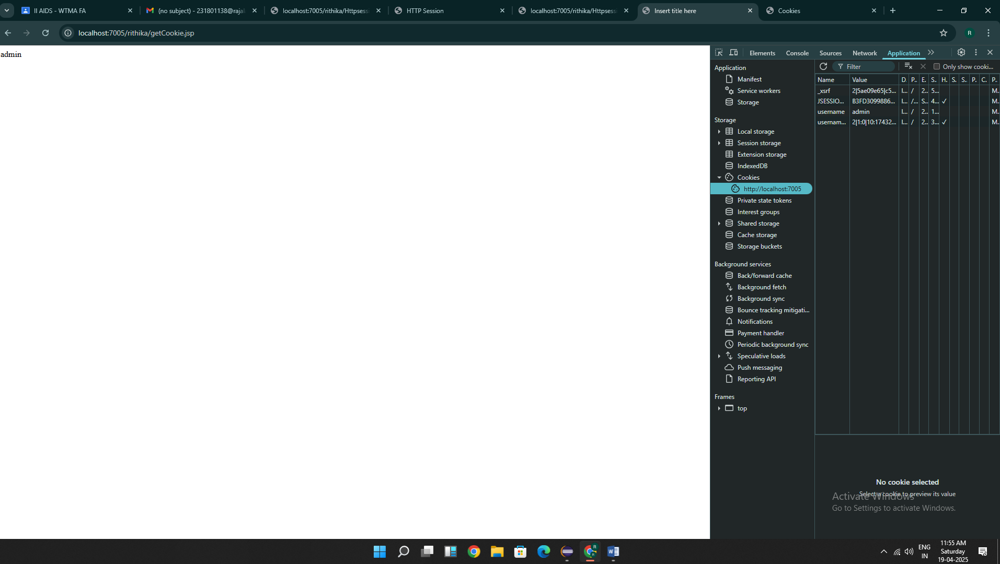 II AIDS - WTMA FA
(no subject) - 231801138@rajal
localhost:7005/rithika/Httpsessi
HTTP Session
localhost:7005/rithika/Httpsessi
Insert title here
Cookies
localhost:7005/rithika/getCookie.jsp
R
admin
Elements Console Sources Network Application
Application
Manifest
Service workers
Storage
Storage
Local storage
Session storage
Extension storage
IndexedDB
Cookies
http://localhost:7005
Private state tokens
Interest groups
Shared storage
Cache storage
Storage buckets
Background services
Back/forward cache
Background fetch
Background sync
Bounce tracking mitigati...
Notifications
Payment handler
Periodic background sync
Speculative loads
Push messaging
Reporting API
Frames
top
Filter
Only show cooki...
Name Value D. P.. E. S.. H. S. S.. P. C. P..
_xsrf 2|5ae09e65|c5... l... / 2.. 5... M..
JSESSIO... B3FD3099886... l... /... S.. 4... ✓ M..
username admin l... / 2.. 1... M..
usernam... 2|1:0|10:17432... l... / 2.. 3... ✓ M..
No cookie selected
Select a cookie to preview its value
Activate Windows
Go to Settings to activate Windows.
ENG
IN
11:55 AM
Saturday
19-04-2025